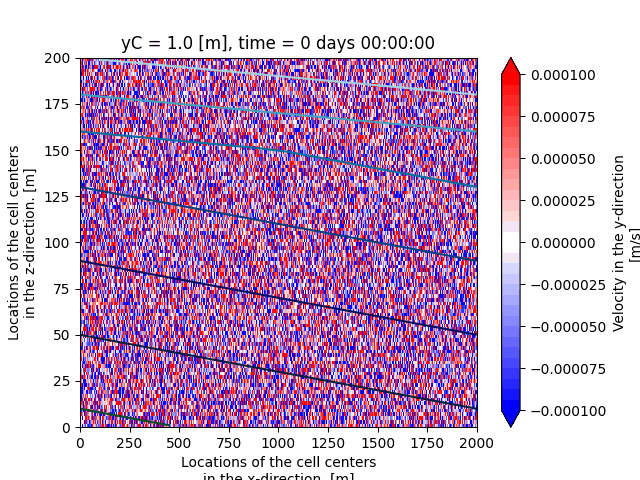 yC = 1.0 [m], time = 0 days 00:00:00
200
175
150
125
100
75
50
25
0
Locations of the cell centers
in the z-direction. [m]
0 250 500 750 1000 1250 1500 1750 2000
Locations of the cell centers
in the x-direction. [m]
0.000100
0.000075
0.000050
0.000025
0.000000
−0.000025
−0.000050
−0.000075
−0.000100
Velocity in the y-direction
[m/s]